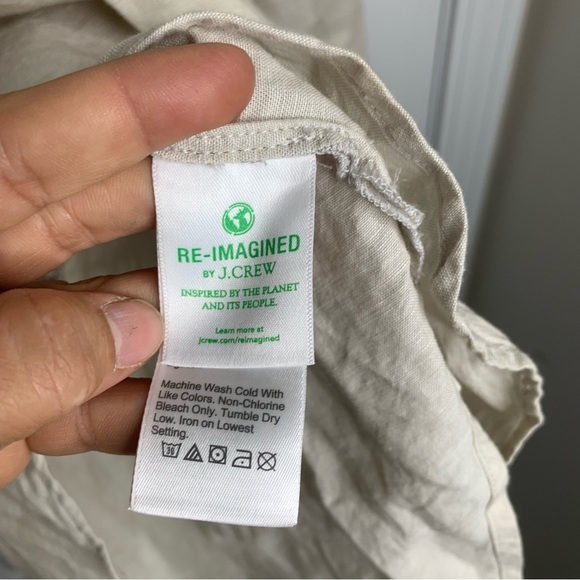 RE-IMAGINED
BY J.CREW
INSPIRED BY THE PLANET
AND ITS PEOPLE.
Learn more at
jcrew.com/reimagined
Machine Wash Cold With
Like Colors. Non-Chlorine
Bleach Only. Tumble Dry
Low. Iron on Lowest
Setting.
30